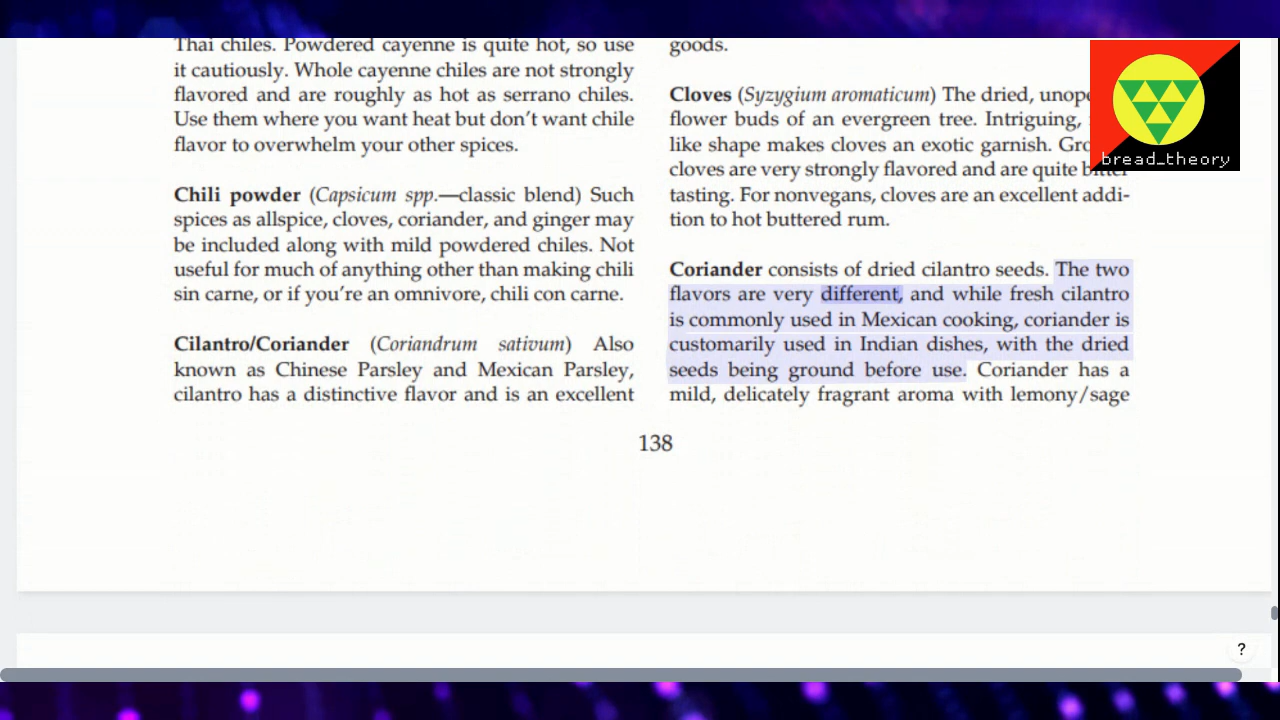 Thai chiles. Powdered cayenne is quite hot, so use
it cautiously. Whole cayenne chiles are not strongly
flavored and are roughly as hot as serrano chiles.
Use them where you want heat but don’t want chile
flavor to overwhelm your other spices.
Chili powder (Capsicum spp.—classic blend) Such
spices as allspice, cloves, coriander, and ginger may
be included along with mild powdered chiles. Not
useful for much of anything other than making chili
sin carne, or if you’re an omnivore, chili con carne.
Cilantro/Coriander (Coriandrum sativum) Also
known as Chinese Parsley and Mexican Parsley,
cilantro has a distinctive flavor and is an excellent
goods.
Cloves (Syzygium aromaticum) The dried,
flower buds of an evergreen tree. Intriguing,
like shape makes cloves an exotic garnish.
cloves are very strongly flavored and are quite bitter
tasting. For nonvegans, cloves are an excellent addi-
tion to hot buttered rum.
Coriander consists of dried cilantro seeds. The two
flavors are very different, and while fresh cilantro
is commonly used in Mexican cooking, coriander is
customarily used in Indian dishes, with the dried
seeds being ground before use. Coriander has a
mild, delicately fragrant aroma with lemony/sage
138
bread_theory
?